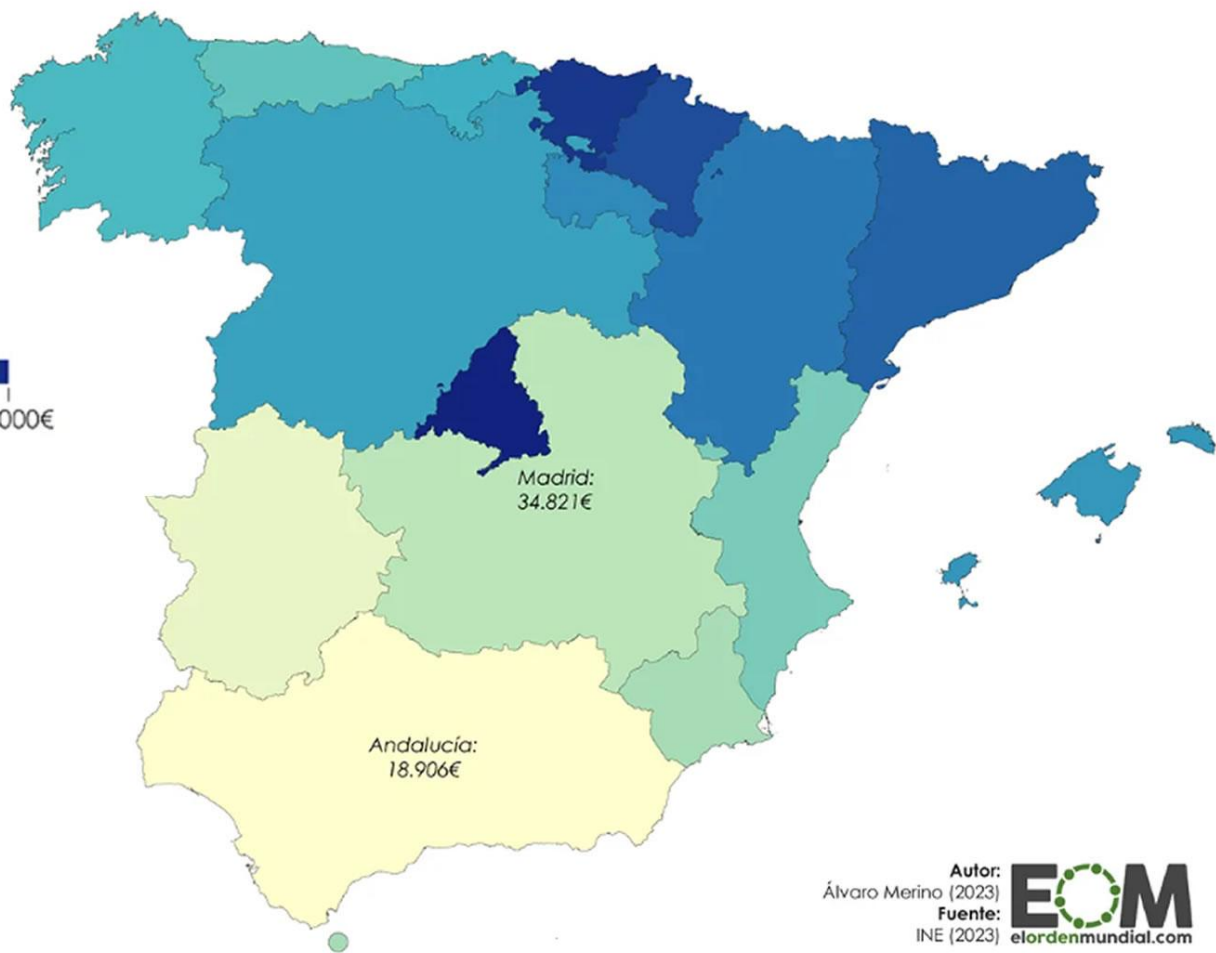 000€
Madrid:
34.821€
Andalucía:
18.906€
Autor:
Álvaro Merino (2023)
Fuente:
INE (2023)
EOM
elordenmundial.com